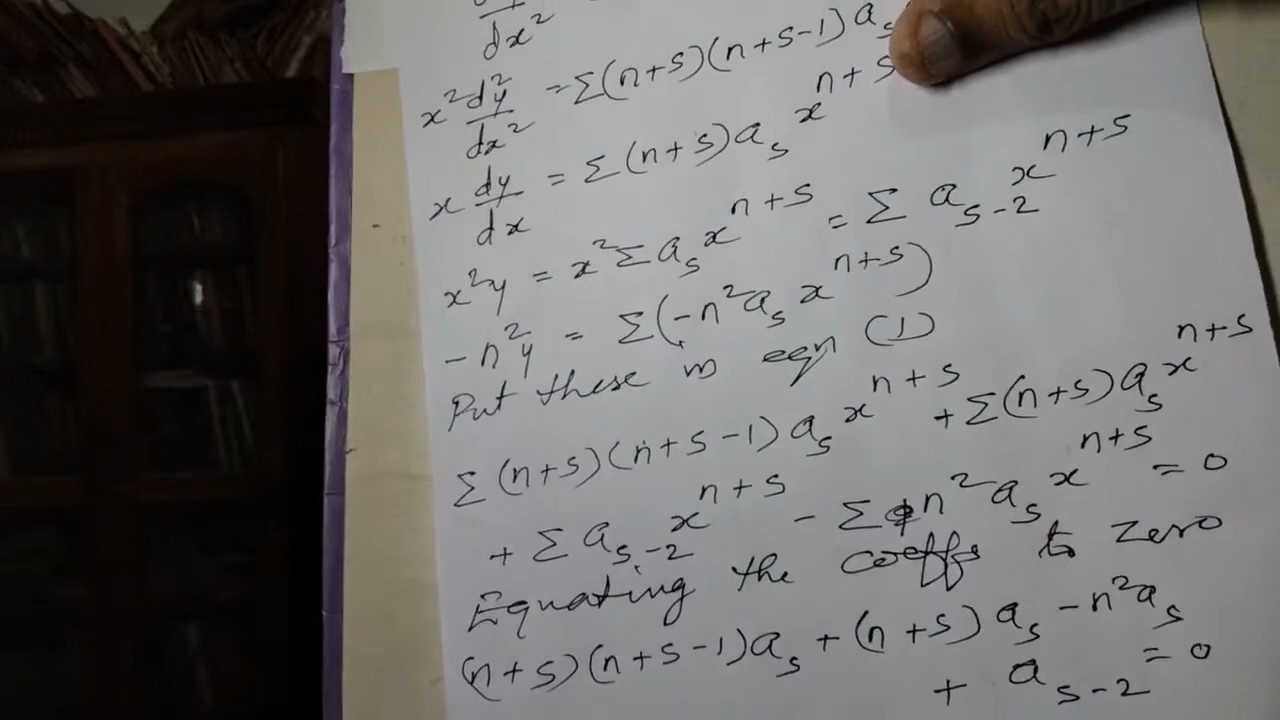 dx²
x² d²y/dx² = Σ(n+s)(n+s-1) a_s
x dy/dx = Σ(n+s) a_s x^{n+s}
x²y = x² Σ a_s x^{n+s} = Σ a_{s-2} x^{n+s}
-n²y = Σ(-n² a_s x^{n+s})
Put these in eqn (1)
Σ(n+s)(n+s-1) a_s x^{n+s} + Σ(n+s) a_s x^{n+s}
+ Σ a_{s-2} x^{n+s} - Σ n² a_s x^{n+s} = 0
Equating the coeffs to zero
(n+s)(n+s-1) a_s + (n+s) a_s - n² a_s
+ a_{s-2} = 0